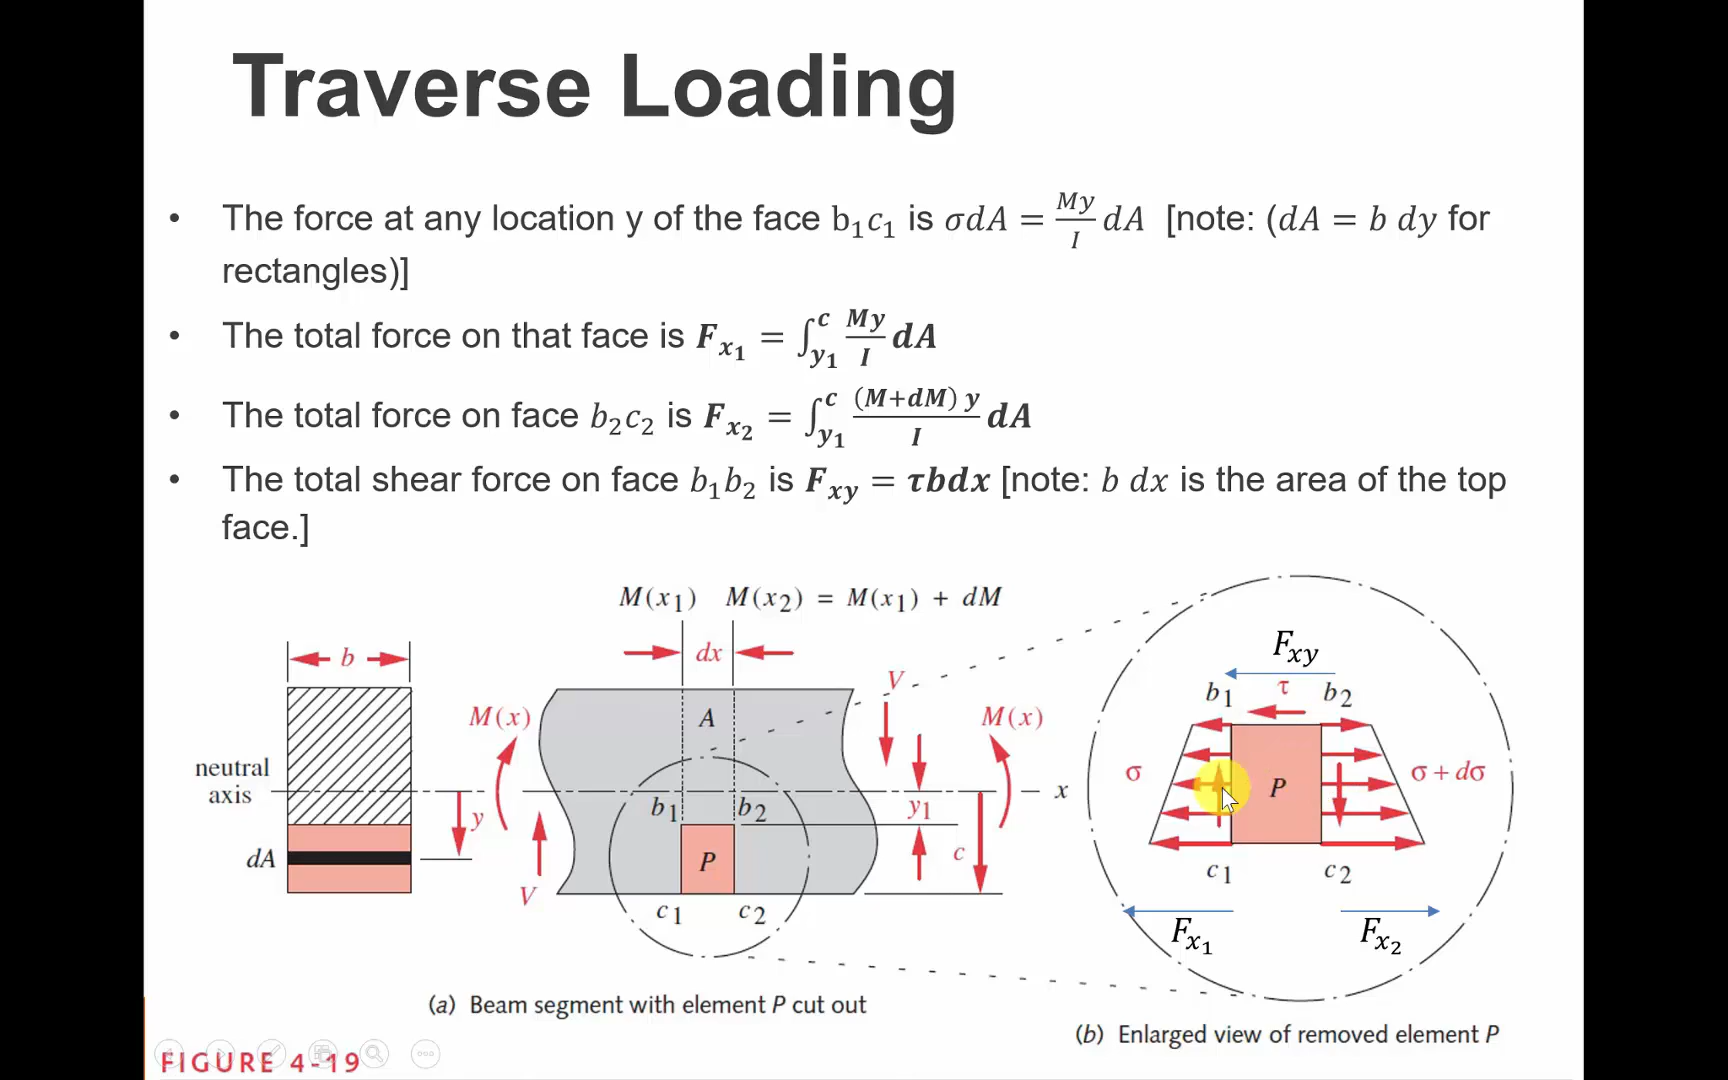 Traverse Loading
• The force at any location y of the face b₁c₁ is σdA = My/I dA [note: (dA = b dy for
rectangles)]
• The total force on that face is Fₓ₁ = ∫_{y₁}^{c} My/I dA
• The total force on face b₂c₂ is Fₓ₂ = ∫_{y₁}^{c} (M+dM) y/I dA
• The total shear force on face b₁b₂ is F_{xy} = τbdx [note: b dx is the area of the top
face.]
M(x₁) M(x₂) = M(x₁) + dM
b
dx
A
M(x)
V
M(x)
neutral
axis
y
dA
V
b₁
b₂
P
c₁
c₂
y₁
c
x
F_{xy}
b₁
τ
b₂
σ
P
σ + dσ
c₁
c₂
Fₓ₁
Fₓ₂
(a) Beam segment with element P cut out
(b) Enlarged view of removed element P
FIGURE 4-19